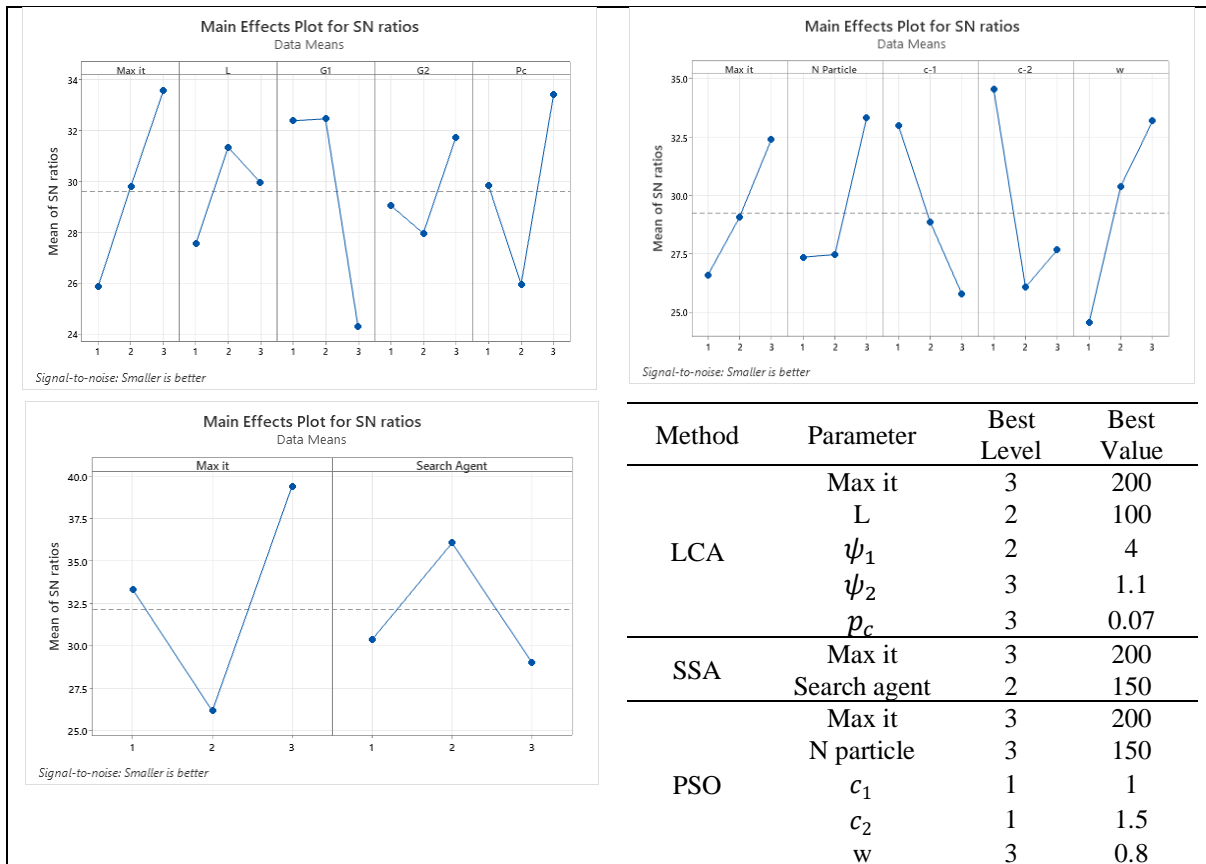 Main Effects Plot for SN ratios
Data Means
Max it L G1 G2 Pc
Mean of SN ratios
34
32
30
28
26
24
1 2 3 1 2 3 1 2 3 1 2 3 1 2 3
Signal-to-noise: Smaller is better
Main Effects Plot for SN ratios
Data Means
Max it N Particle c-1 c-2 w
Mean of SN ratios
35.0
32.5
30.0
27.5
25.0
1 2 3 1 2 3 1 2 3 1 2 3 1 2 3
Signal-to-noise: Smaller is better
Main Effects Plot for SN ratios
Data Means
Max it Search Agent
Mean of SN ratios
40.0
37.5
35.0
32.5
30.0
27.5
25.0
1 2 3 1 2 3
Signal-to-noise: Smaller is better
Method Parameter Best Level Best Value
LCA
Max it 3 200
L 2 100
ψ₁ 2 4
ψ₂ 3 1.1
p_c 3 0.07
SSA
Max it 3 200
Search agent 2 150
PSO
Max it 3 200
N particle 3 150
c₁ 1 1
c₂ 1 1.5
w 3 0.8